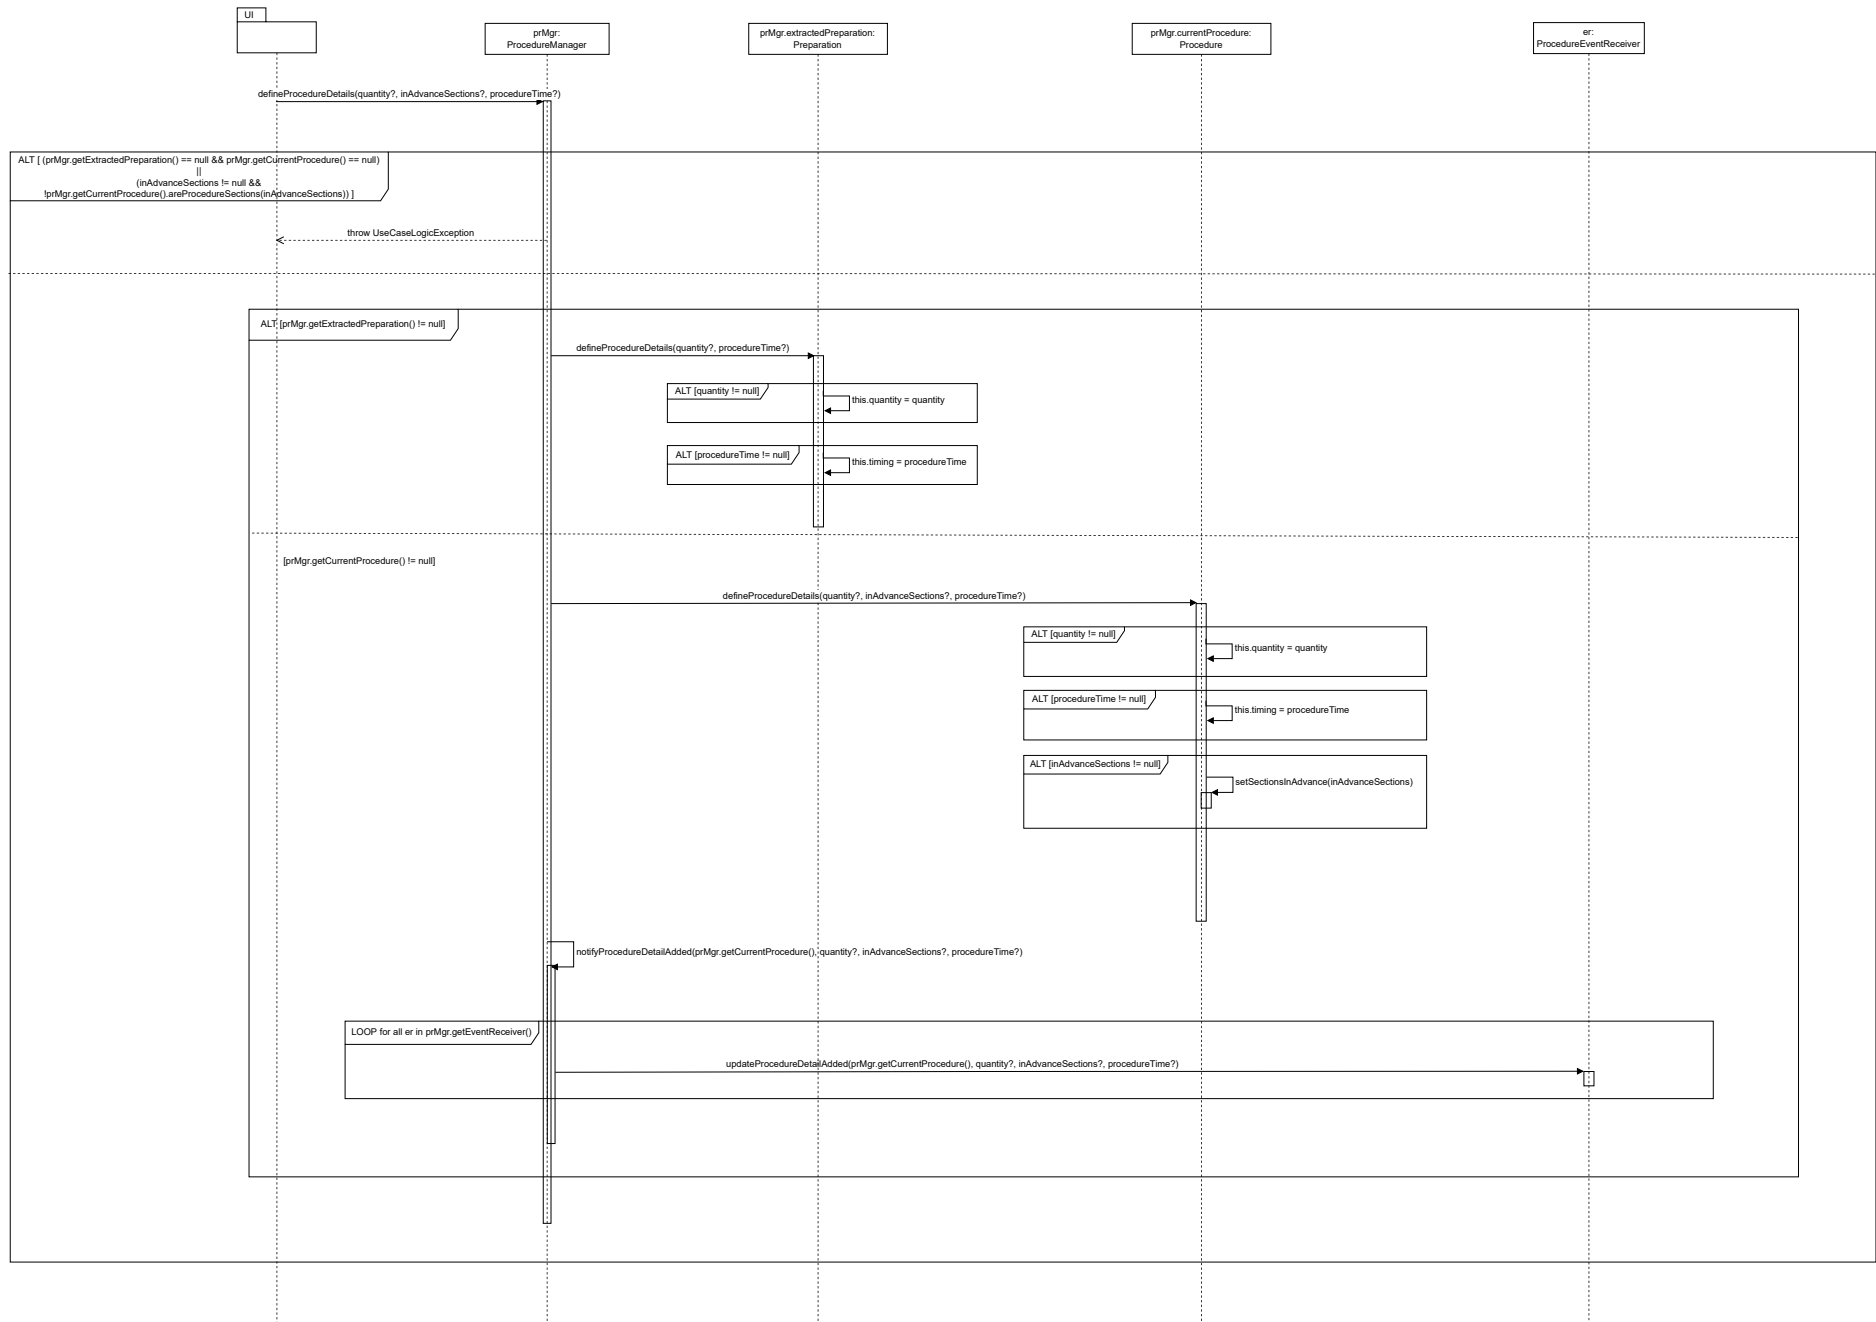 UI
prMgr:
ProcedureManager
prMgr.extractedPreparation:
Preparation
prMgr.currentProcedure:
Procedure
er:
ProcedureEventReceiver
defineProcedureDetails(quantity?, inAdvanceSections?, procedureTime?)
ALT [ (prMgr.getExtractedPreparation() == null && prMgr.getCurrentProcedure() == null)
||
(inAdvanceSections != null &&
!prMgr.getCurrentProcedure().areProcedureSections(inAdvanceSections)) ]
throw UseCaseLogicException
ALT [prMgr.getExtractedPreparation() != null]
defineProcedureDetails(quantity?, procedureTime?)
ALT [quantity != null]
this.quantity = quantity
ALT [procedureTime != null]
this.timing = procedureTime
[prMgr.getCurrentProcedure() != null]
defineProcedureDetails(quantity?, inAdvanceSections?, procedureTime?)
ALT [quantity != null]
this.quantity = quantity
ALT [procedureTime != null]
this.timing = procedureTime
ALT [inAdvanceSections != null]
setSectionsInAdvance(inAdvanceSections)
notifyProcedureDetailAdded(prMgr.getCurrentProcedure(), quantity?, inAdvanceSections?, procedureTime?)
LOOP for all er in prMgr.getEventReceiver()
updateProcedureDetailAdded(prMgr.getCurrentProcedure(), quantity?, inAdvanceSections?, procedureTime?)